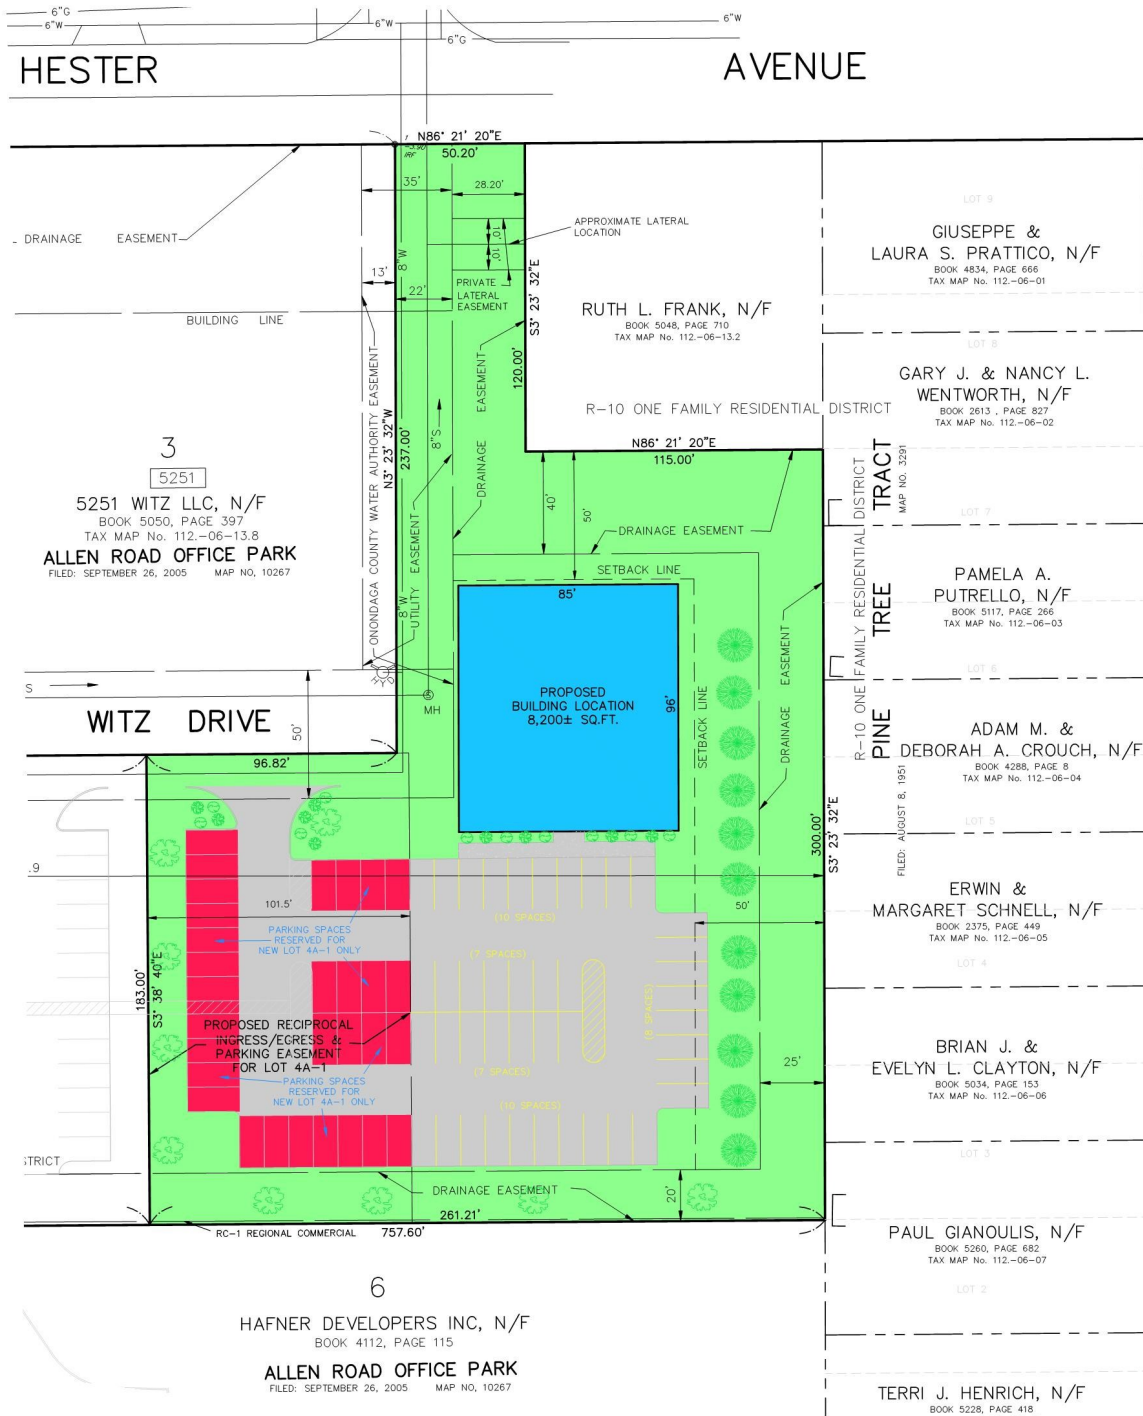 6"G
6"W
6"W
6"G
6"W
HESTER
AVENUE
N86° 21' 20"E
50.20'
IRF
35'
28.20'
APPROXIMATE LATERAL
LOCATION
10'
10'
DRAINAGE EASEMENT
8"W
13'
22'
PRIVATE
LATERAL
EASEMENT
S3° 23' 32"E
120.00'
BUILDING LINE
RUTH L. FRANK, N/F
BOOK 5048, PAGE 710
TAX MAP No. 112.-06-13.2
LOT 9
GIUSEPPE &
LAURA S. PRATTICO, N/F
BOOK 4834, PAGE 666
TAX MAP No. 112.-06-01
LOT 8
GARY J. & NANCY L.
WENTWORTH, N/F
BOOK 2613 , PAGE 827
TAX MAP No. 112.-06-02
R-10 ONE FAMILY RESIDENTIAL DISTRICT
N86° 21' 20"E
115.00'
3
5251
5251 WITZ LLC, N/F
BOOK 5050, PAGE 397
TAX MAP No. 112.-06-13.8
ALLEN ROAD OFFICE PARK
FILED: SEPTEMBER 26, 2005 MAP NO, 10267
ONONDAGA COUNTY WATER AUTHORITY EASEMENT
N3° 23' 32"W
237.00'
8"W
UTILITY EASEMENT
8"S
DRAINAGE EASEMENT
40'
50'
DRAINAGE EASEMENT
SETBACK LINE
85'
PROPOSED
BUILDING LOCATION
8,200± SQ.FT.
96'
SETBACK LINE
DRAINAGE EASEMENT
R-10 ONE FAMILY RESIDENTIAL DISTRICT
PINE TREE TRACT
MAP NO. 3291
FILED: AUGUST 8, 1951
LOT 7
PAMELA A.
PUTRELLO, N/F
BOOK 5117, PAGE 266
TAX MAP No. 112.-06-03
LOT 6
ADAM M. &
DEBORAH A. CROUCH, N/F
BOOK 4288, PAGE 8
TAX MAP No. 112.-06-04
LOT 5
S
HYD
MH
WITZ DRIVE
50'
96.82'
300.00'
S3° 23' 32"E
.9
101.5'
50'
PARKING SPACES
RESERVED FOR
NEW LOT 4A-1 ONLY
(10 SPACES)
(7 SPACES)
(8 SPACES)
ERWIN &
MARGARET SCHNELL, N/F
BOOK 2375, PAGE 449
TAX MAP No. 112.-06-05
LOT 4
183.00'
S3° 38' 40"E
PROPOSED RECIPROCAL
INGRESS/EGRESS &
PARKING EASEMENT
FOR LOT 4A-1
PARKING SPACES
RESERVED FOR
NEW LOT 4A-1 ONLY
(7 SPACES)
(10 SPACES)
25'
BRIAN J. &
EVELYN L. CLAYTON, N/F
BOOK 5034, PAGE 153
TAX MAP No. 112.-06-06
LOT 3
DRAINAGE EASEMENT
20'
261.21'
RC-1 REGIONAL COMMERCIAL
757.60'
PAUL GIANOULIS, N/F
BOOK 5260, PAGE 682
TAX MAP No. 112.-06-07
LOT 2
6
HAFNER DEVELOPERS INC, N/F
BOOK 4112, PAGE 115
ALLEN ROAD OFFICE PARK
FILED: SEPTEMBER 26, 2005 MAP NO, 10267
TERRI J. HENRICH, N/F
BOOK 5228, PAGE 418